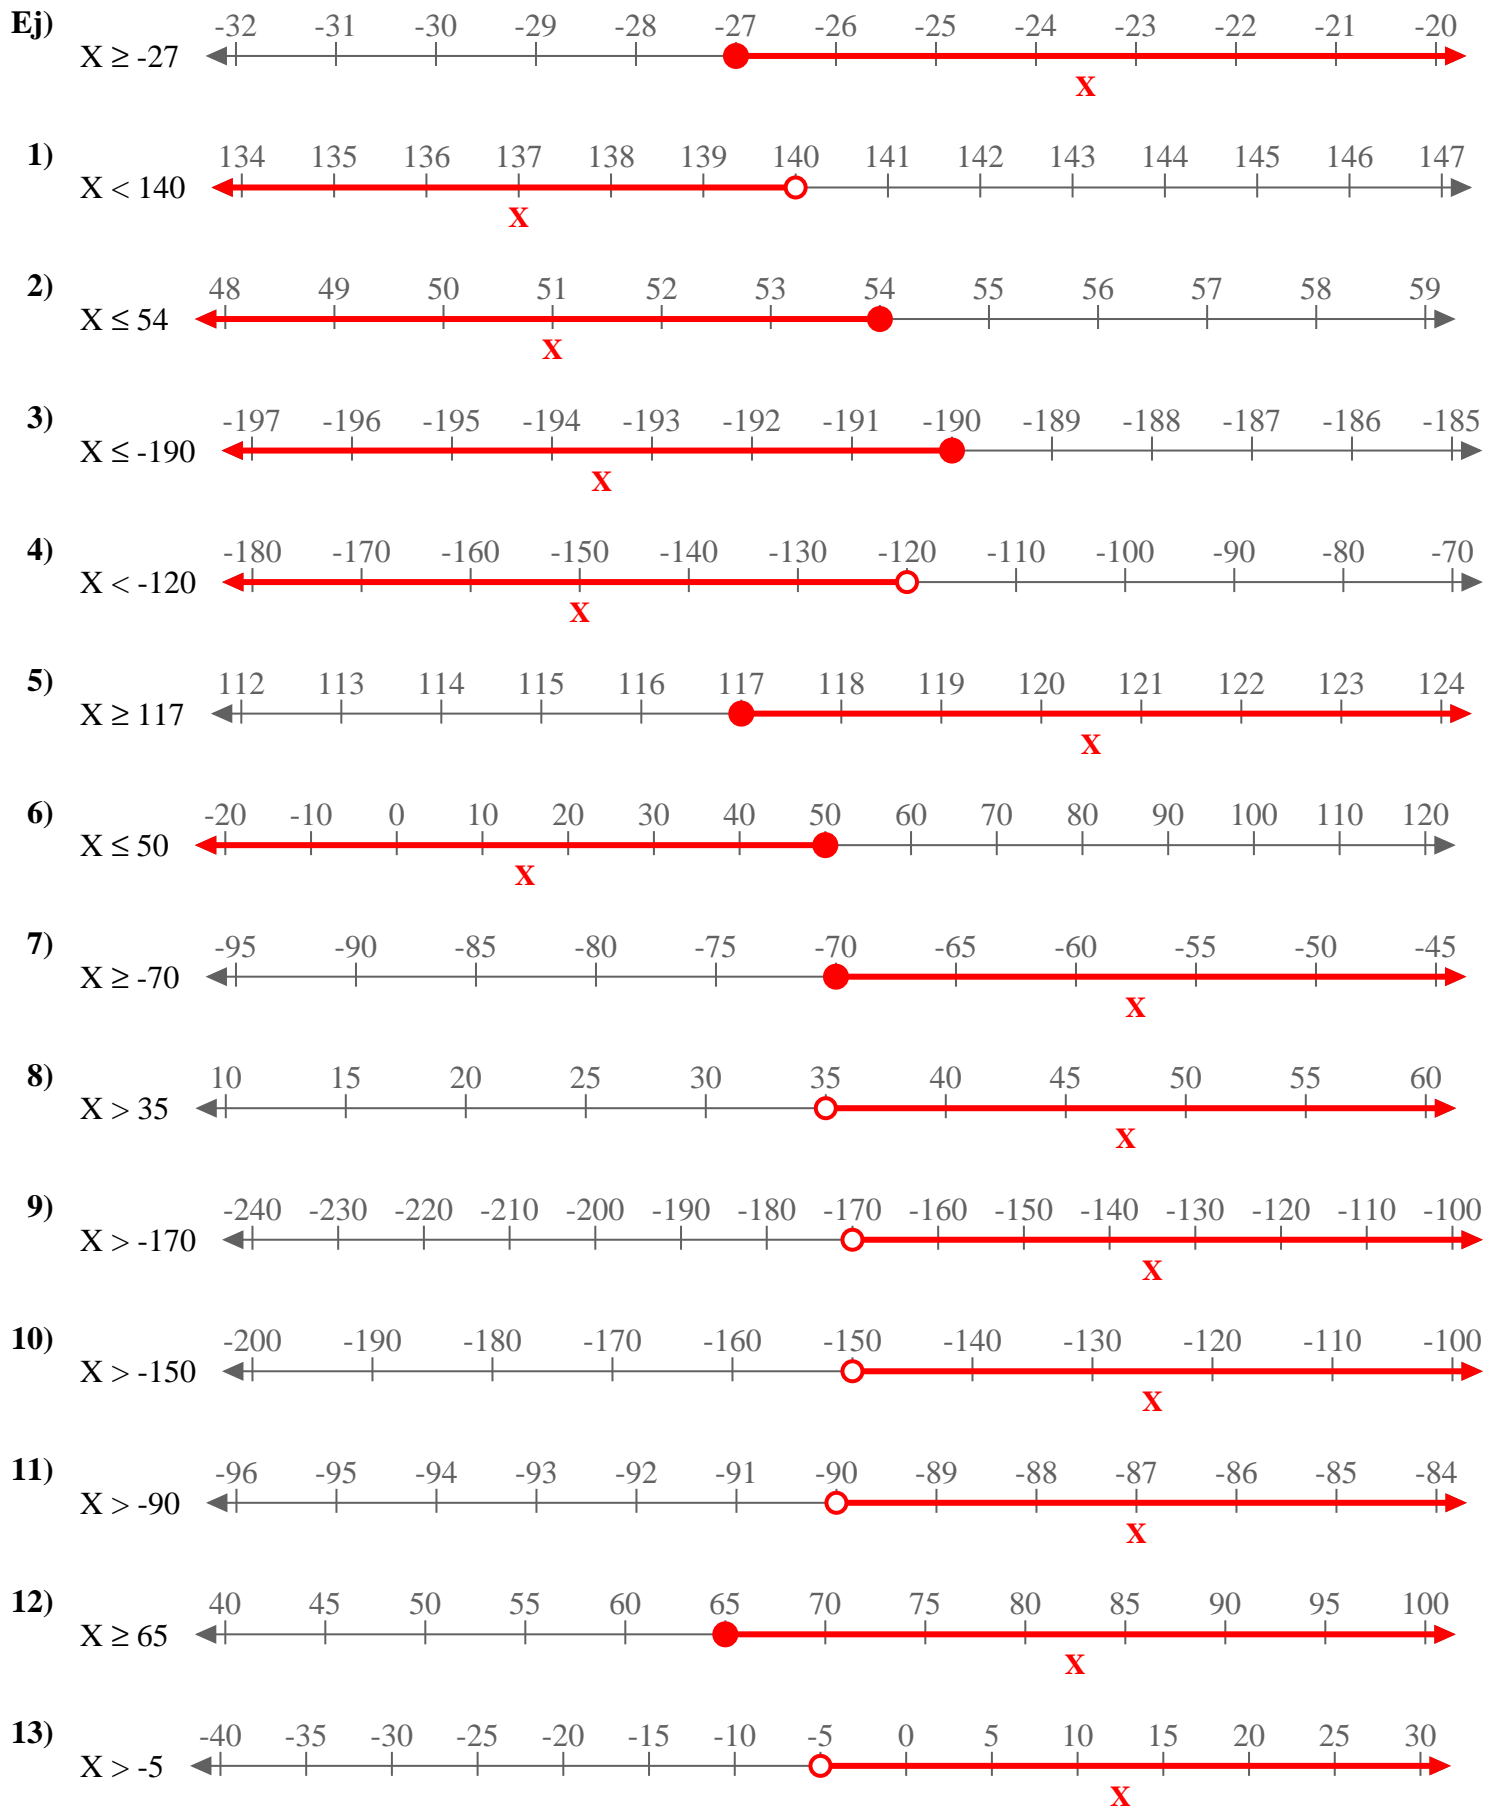 Ej) -32 -31 -30 -29 -28 -27 -26 -25 -24 -23 -22 -21 -20
X ≥ -27
X
1) 134 135 136 137 138 139 140 141 142 143 144 145 146 147
X < 140
X
2) 48 49 50 51 52 53 54 55 56 57 58 59
X ≤ 54
X
3) -197 -196 -195 -194 -193 -192 -191 -190 -189 -188 -187 -186 -185
X ≤ -190
X
4) -180 -170 -160 -150 -140 -130 -120 -110 -100 -90 -80 -70
X < -120
X
5) 112 113 114 115 116 117 118 119 120 121 122 123 124
X ≥ 117
X
6) -20 -10 0 10 20 30 40 50 60 70 80 90 100 110 120
X ≤ 50
X
7) -95 -90 -85 -80 -75 -70 -65 -60 -55 -50 -45
X ≥ -70
X
8) 10 15 20 25 30 35 40 45 50 55 60
X > 35
X
9) -240 -230 -220 -210 -200 -190 -180 -170 -160 -150 -140 -130 -120 -110 -100
X > -170
X
10) -200 -190 -180 -170 -160 -150 -140 -130 -120 -110 -100
X > -150
X
11) -96 -95 -94 -93 -92 -91 -90 -89 -88 -87 -86 -85 -84
X > -90
X
12) 40 45 50 55 60 65 70 75 80 85 90 95 100
X ≥ 65
X
13) -40 -35 -30 -25 -20 -15 -10 -5 0 5 10 15 20 25 30
X > -5
X